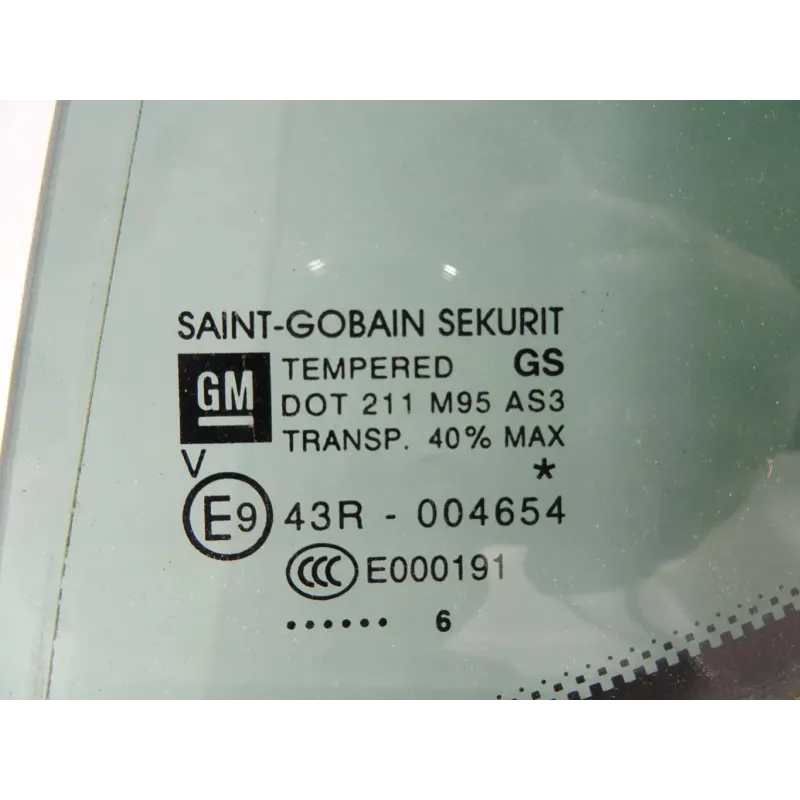 SAINT-GOBAIN SEKURIT
GM TEMPERED GS
DOT 211 M95 AS3
TRANSP. 40% MAX
V *
E9 43R - 004654
CCC E000191
...... 6